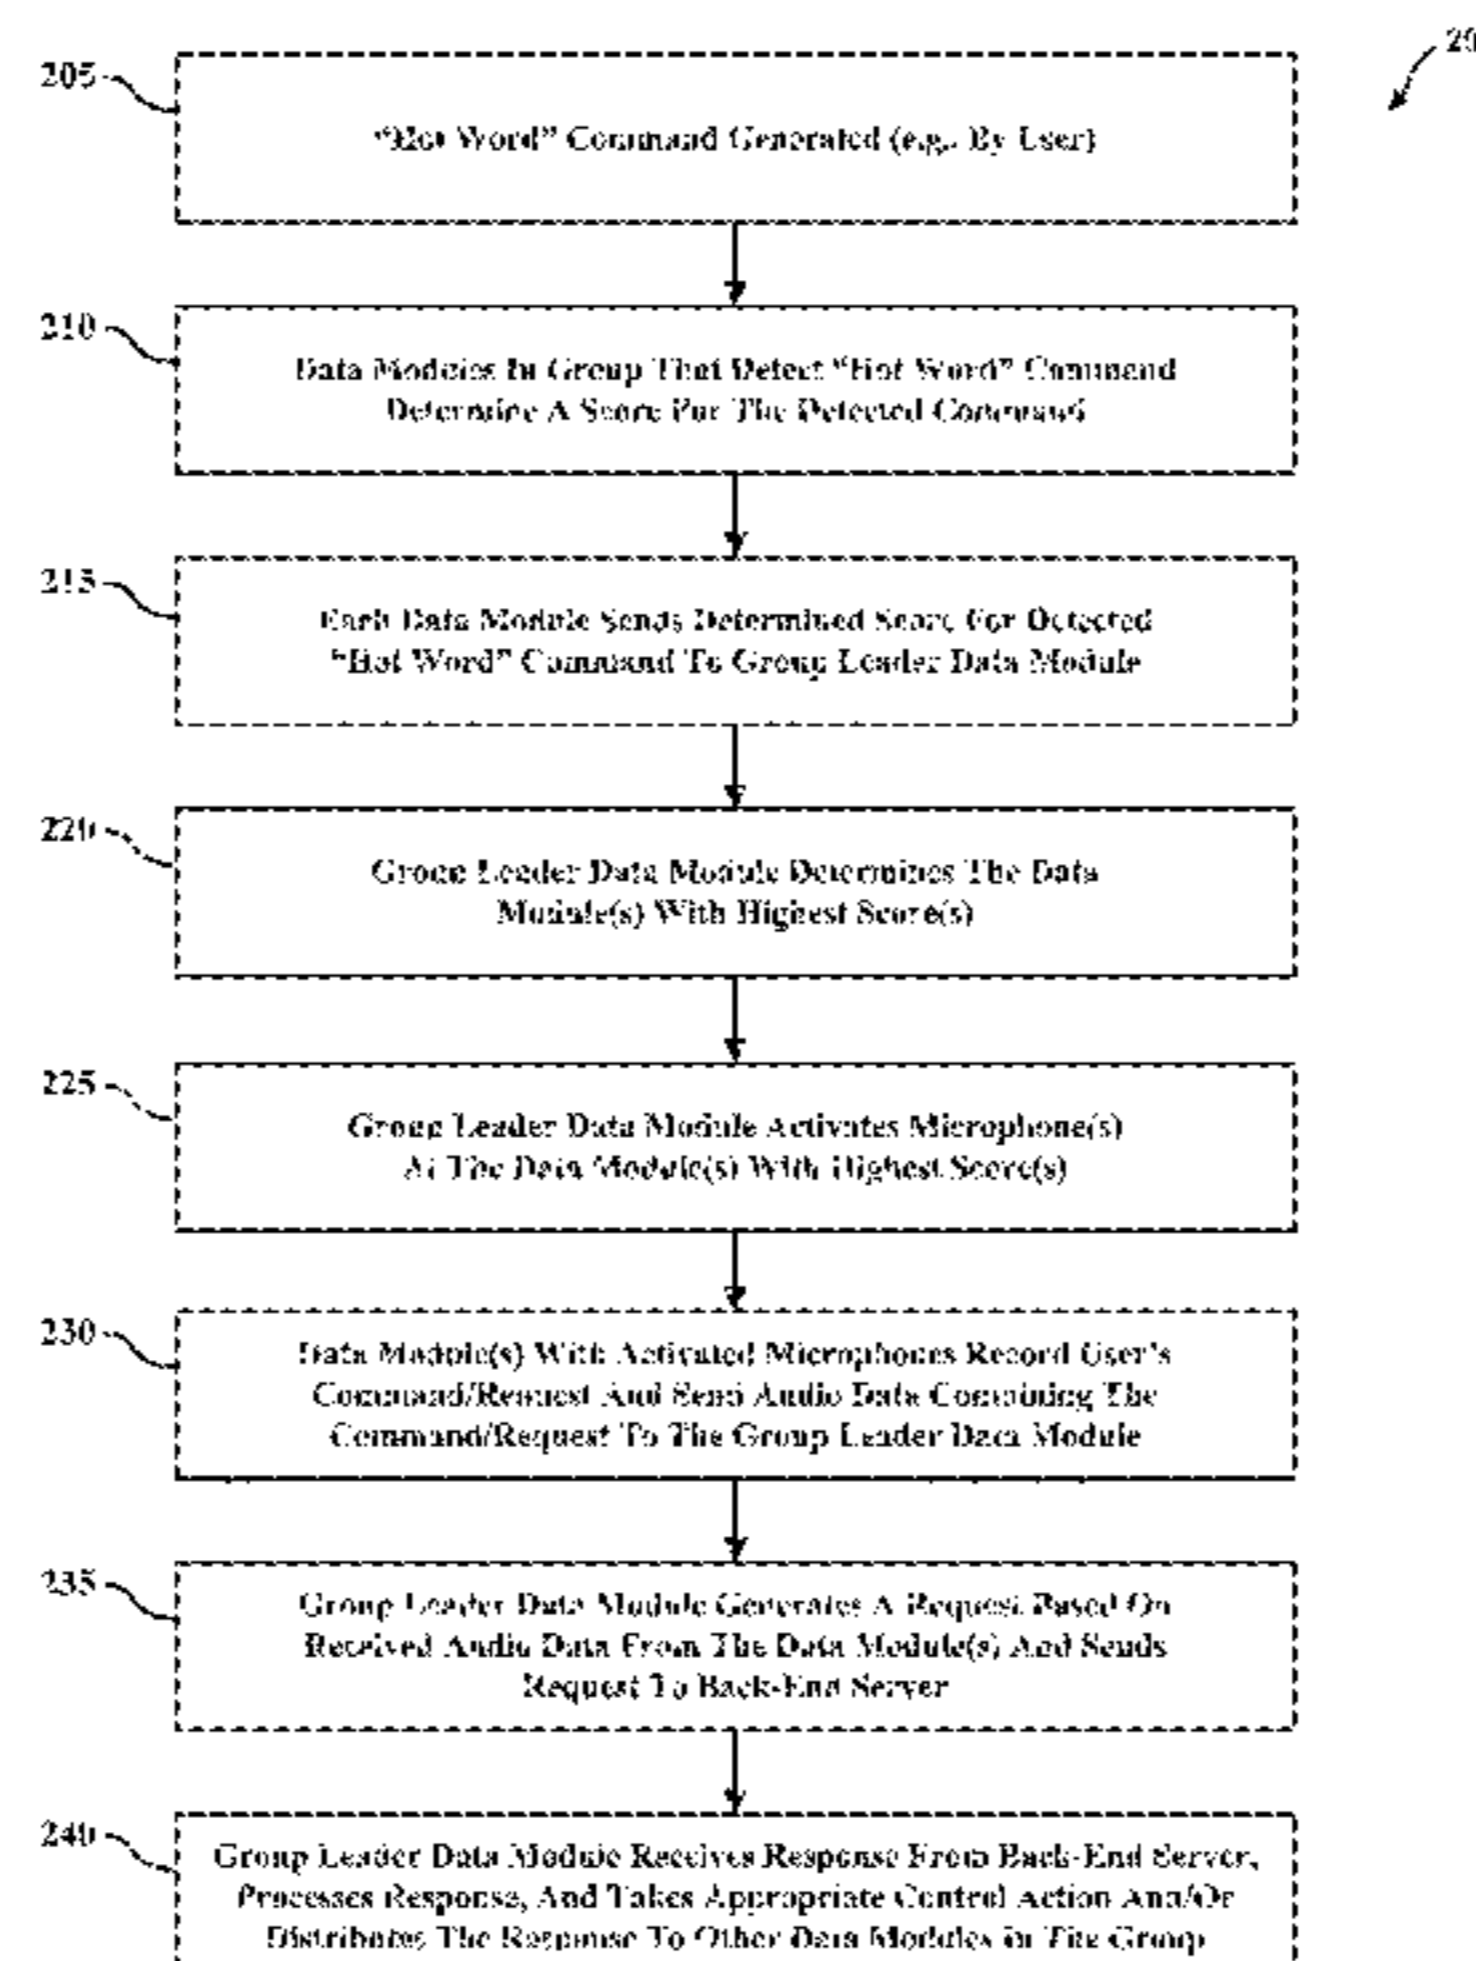 20
205
"Hot Word" Command Generated (e.g., By User)
210
Data Modules In Group That Detect "Hot Word" Command
Determine A Score For The Detected Command
215
Each Data Module Sends Determined Score For Detected
"Hot Word" Command To Group Leader Data Module
220
Group Leader Data Module Determines The Data
Module(s) With Highest Score(s)
225
Group Leader Data Module Activates Microphone(s)
At The Data Module(s) With Highest Score(s)
230
Data Module(s) With Activated Microphones Record User's
Command/Request And Send Audio Data Containing The
Command/Request To The Group Leader Data Module
235
Group Leader Data Module Generates A Request Based On
Received Audio Data From The Data Module(s) And Sends
Request To Back-End Server
240
Group Leader Data Module Receives Response From Back-End Server,
Processes Response, And Takes Appropriate Control Action And/Or
Distributes The Response To Other Data Modules In The Group